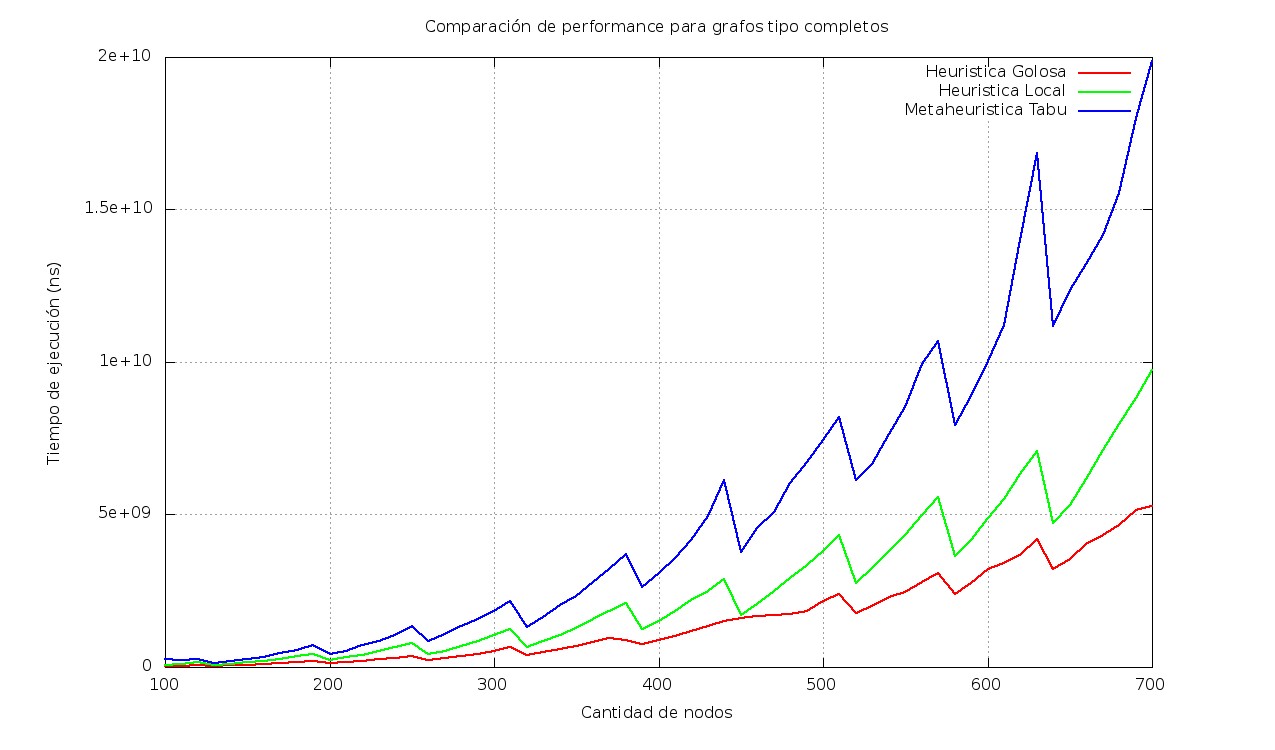 Comparación de performance para grafos tipo completos
Heuristica Golosa
Heuristica Local
Metaheuristica Tabu
2e+10
1.5e+10
1e+10
5e+09
0
Tiempo de ejecución (ns)
100 200 300 400 500 600 700
Cantidad de nodos